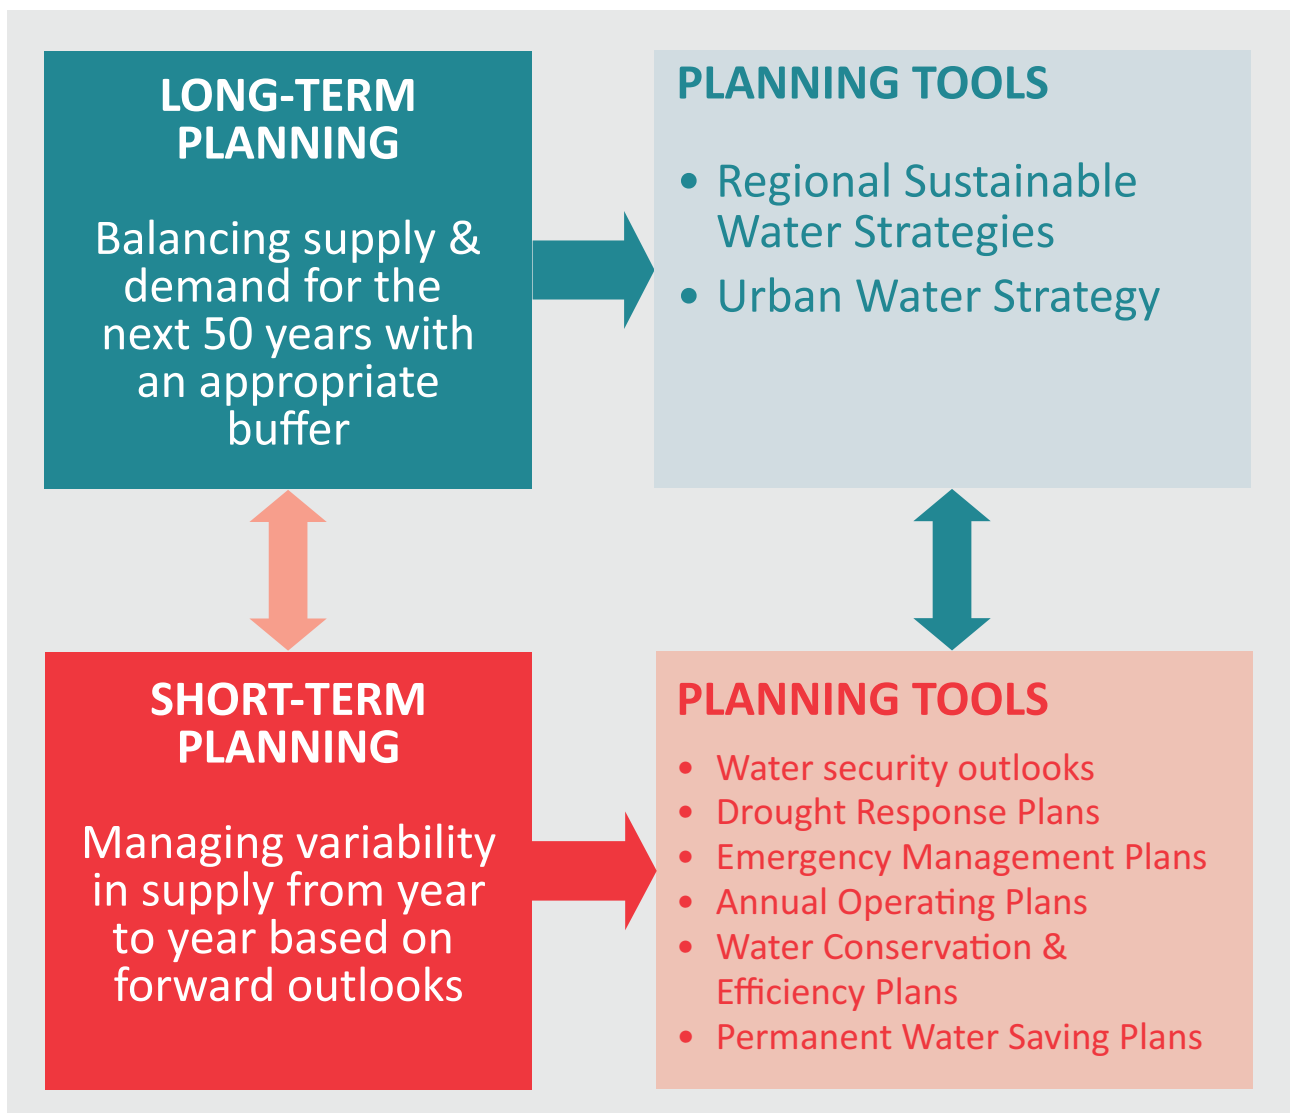 LONG-TERM
PLANNING
Balancing supply &
demand for the
next 50 years with
an appropriate
buffer
PLANNING TOOLS
• Regional Sustainable
Water Strategies
• Urban Water Strategy
SHORT-TERM
PLANNING
Managing variability
in supply from year
to year based on
forward outlooks
PLANNING TOOLS
• Water security outlooks
• Drought Response Plans
• Emergency Management Plans
• Annual Operating Plans
• Water Conservation &
Efficiency Plans
• Permanent Water Saving Plans